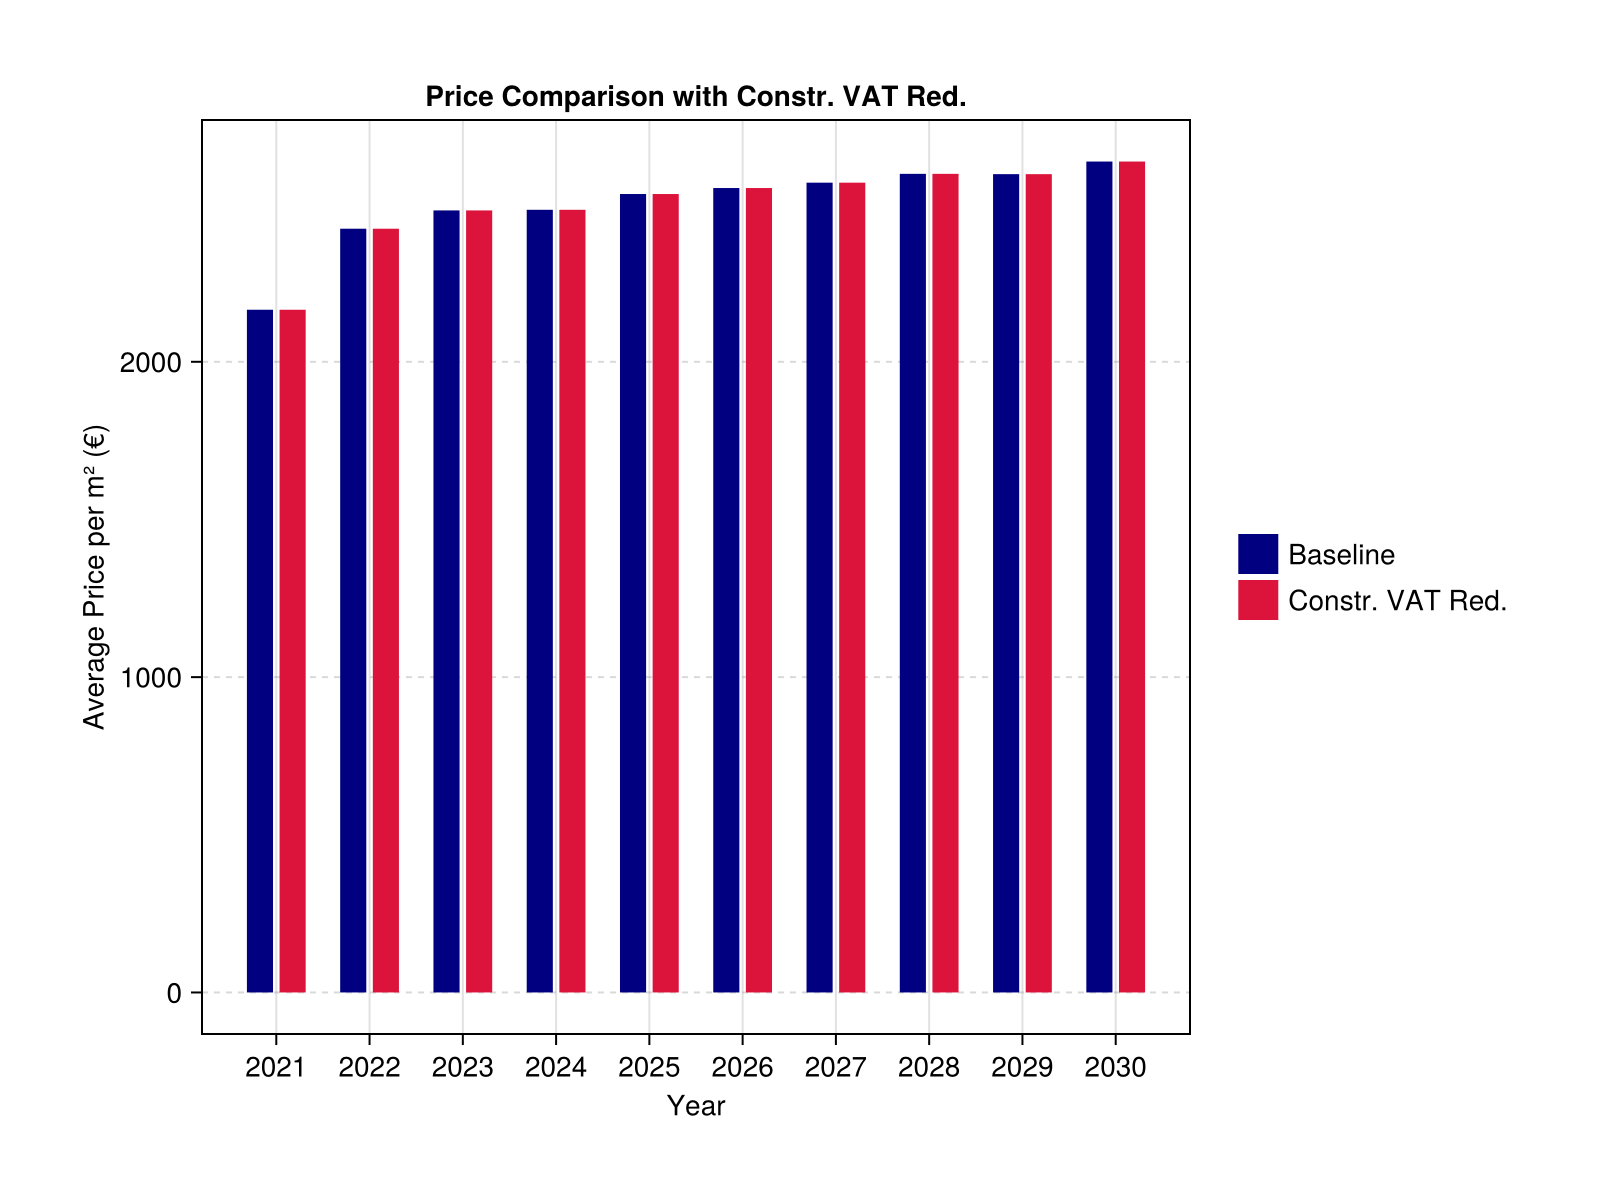 Price Comparison with Constr. VAT Red.
Average Price per m² (€)
2000
1000
0
2021 2022 2023 2024 2025 2026 2027 2028 2029 2030
Year
Baseline
Constr. VAT Red.